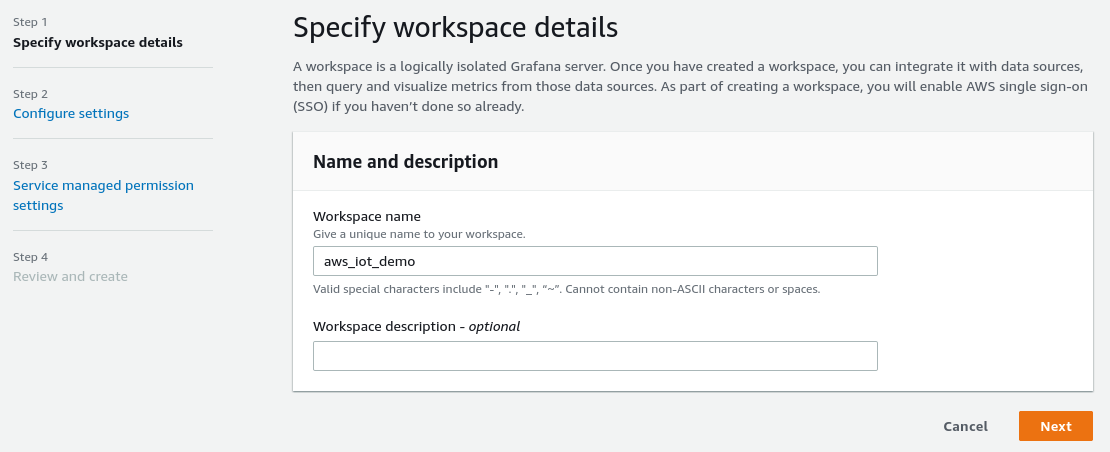 Step 1
Specify workspace details
Step 2
Configure settings
Step 3
Service managed permission
settings
Step 4
Review and create
Specify workspace details
A workspace is a logically isolated Grafana server. Once you have created a workspace, you can integrate it with data sources,
then query and visualize metrics from those data sources. As part of creating a workspace, you will enable AWS single sign-on
(SSO) if you haven’t done so already.
Name and description
Workspace name
Give a unique name to your workspace.
aws_iot_demo
Valid special characters include "-", ".", "_", “~”. Cannot contain non-ASCII characters or spaces.
Workspace description - optional
Cancel
Next